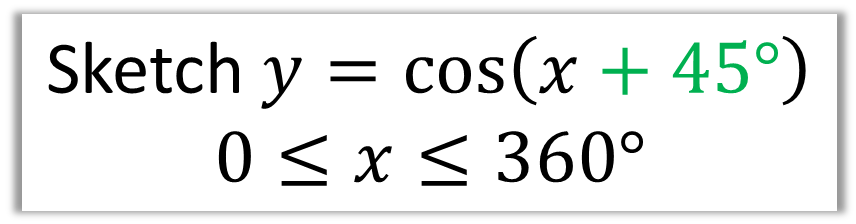 Sketch y = cos(x + 45°)
0 ≤ x ≤ 360°